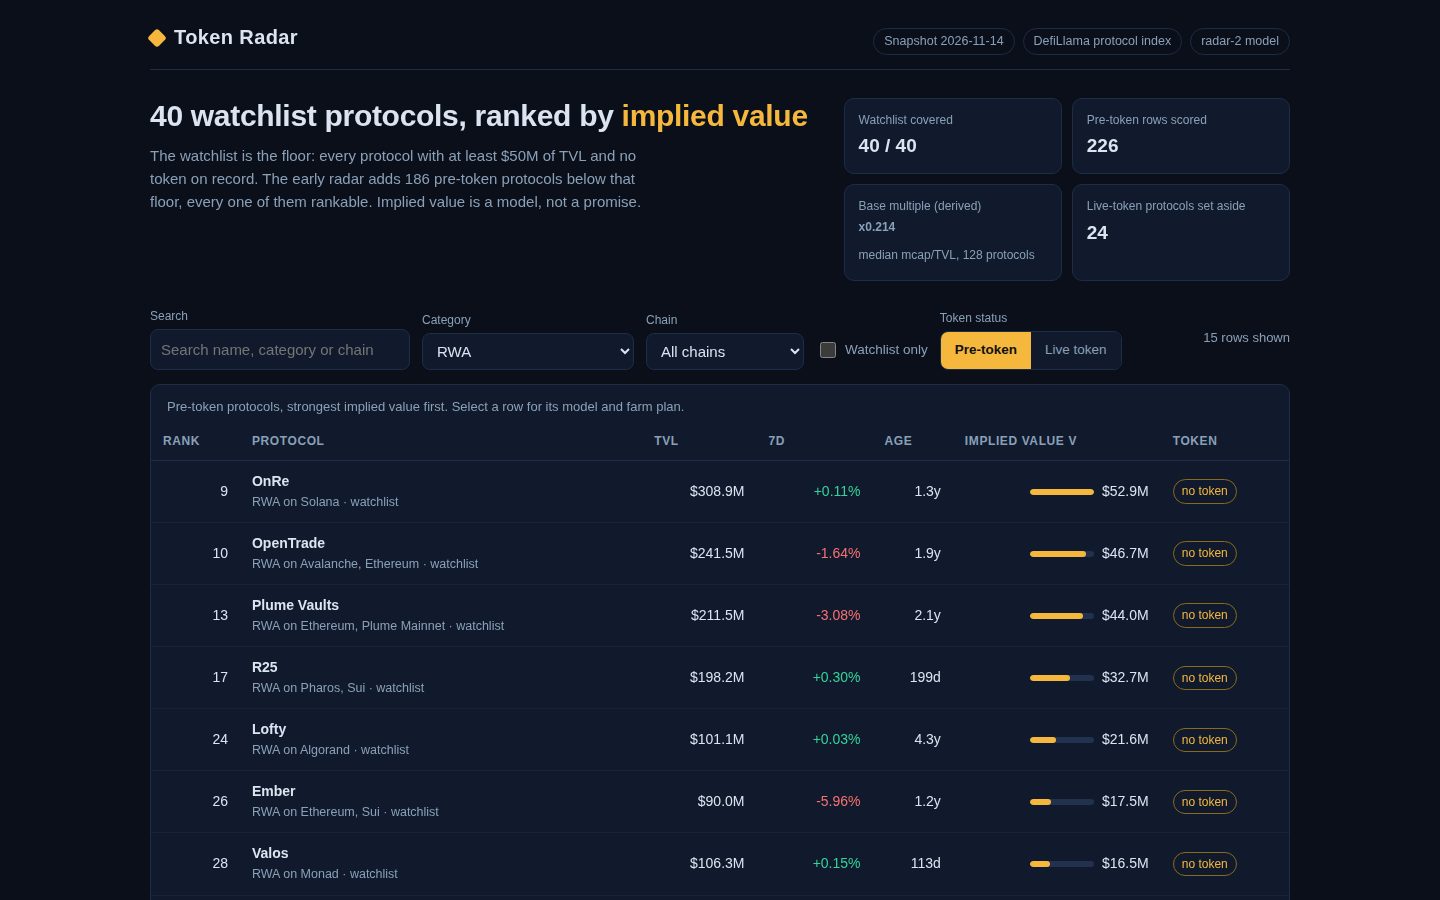 Token Radar
Snapshot 2026-11-14
DefiLlama protocol index
radar-2 model
40 watchlist protocols, ranked by implied value
The watchlist is the floor: every protocol with at least $50M of TVL and no
token on record. The early radar adds 186 pre-token protocols below that
floor, every one of them rankable. Implied value is a model, not a promise.
Watchlist covered
40 / 40
Pre-token rows scored
226
Base multiple (derived)
x0.214
median mcap/TVL, 128 protocols
Live-token protocols set aside
24
Search
Search name, category or chain
Category
RWA
Chain
All chains
Watchlist only
Token status
Pre-token
Live token
15 rows shown
Pre-token protocols, strongest implied value first. Select a row for its model and farm plan.
RANK PROTOCOL TVL 7D AGE IMPLIED VALUE V TOKEN
9 OnRe $308.9M +0.11% 1.3y $52.9M no token
RWA on Solana · watchlist
10 OpenTrade $241.5M -1.64% 1.9y $46.7M no token
RWA on Avalanche, Ethereum · watchlist
13 Plume Vaults $211.5M -3.08% 2.1y $44.0M no token
RWA on Ethereum, Plume Mainnet · watchlist
17 R25 $198.2M +0.30% 199d $32.7M no token
RWA on Pharos, Sui · watchlist
24 Lofty $101.1M +0.03% 4.3y $21.6M no token
RWA on Algorand · watchlist
26 Ember $90.0M -5.96% 1.2y $17.5M no token
RWA on Ethereum, Sui · watchlist
28 Valos $106.3M +0.15% 113d $16.5M no token
RWA on Monad · watchlist